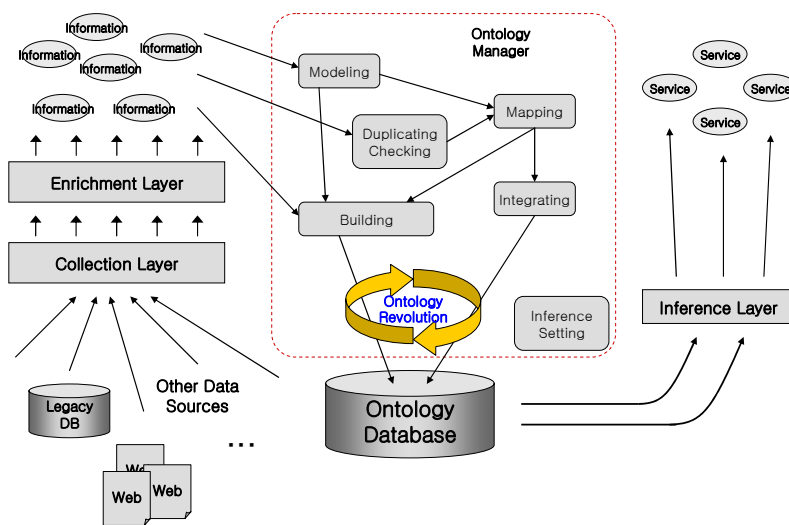 Information
Information
Information
Information
Information
Information
Information
Enrichment Layer
Collection Layer
Legacy
DB
Other Data
Sources
...
Web
Web
Web
Ontology
Manager
Modeling
Mapping
Duplicating
Checking
Building
Integrating
Ontology
Revolution
Inference
Setting
Ontology
Database
Service
Service
Service
Service
Inference Layer